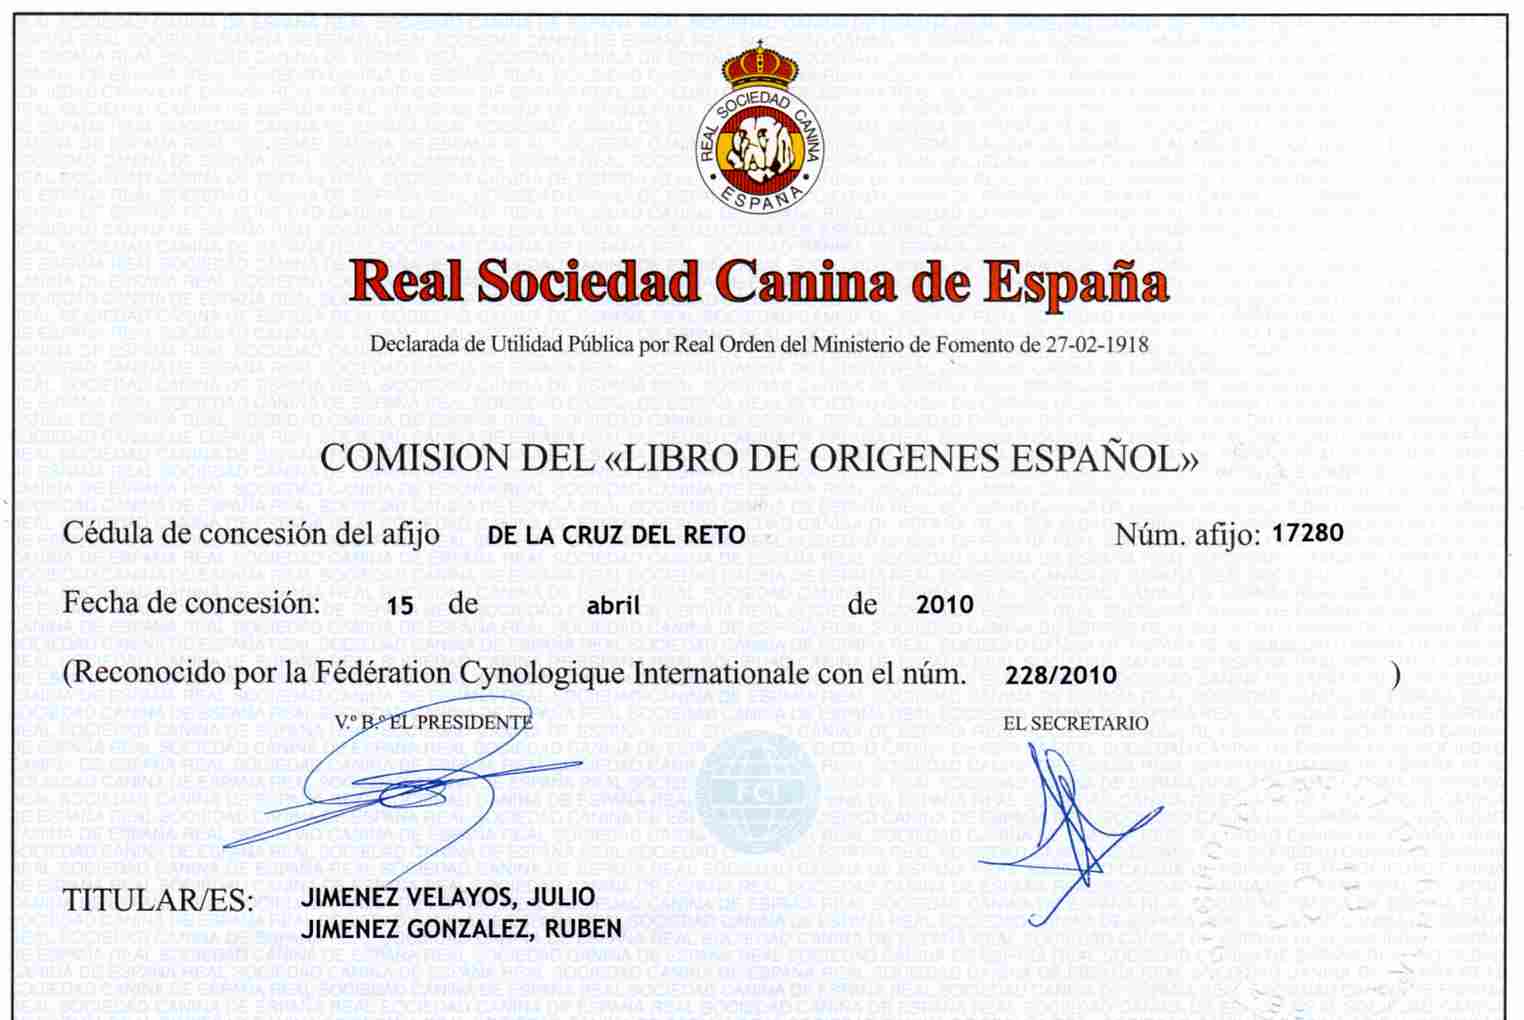 REAL SOCIEDAD CANINA
ESPAÑA
Real Sociedad Canina de España
Declarada de Utilidad Pública por Real Orden del Ministerio de Fomento de 27-02-1918
COMISION DEL «LIBRO DE ORIGENES ESPAÑOL»
Cédula de concesión del afijo DE LA CRUZ DEL RETO Núm. afijo: 17280
Fecha de concesión: 15 de abril de 2010
(Reconocido por la Fédération Cynologique Internationale con el núm. 228/2010 )
V.º B.º EL PRESIDENTE EL SECRETARIO
FCI
TITULAR/ES: JIMENEZ VELAYOS, JULIO
JIMENEZ GONZALEZ, RUBEN